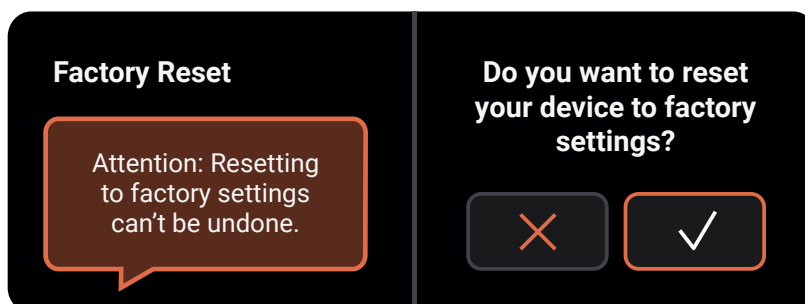 Factory Reset
Attention: Resetting
to factory settings
can’t be undone.
Do you want to reset
your device to factory
settings?